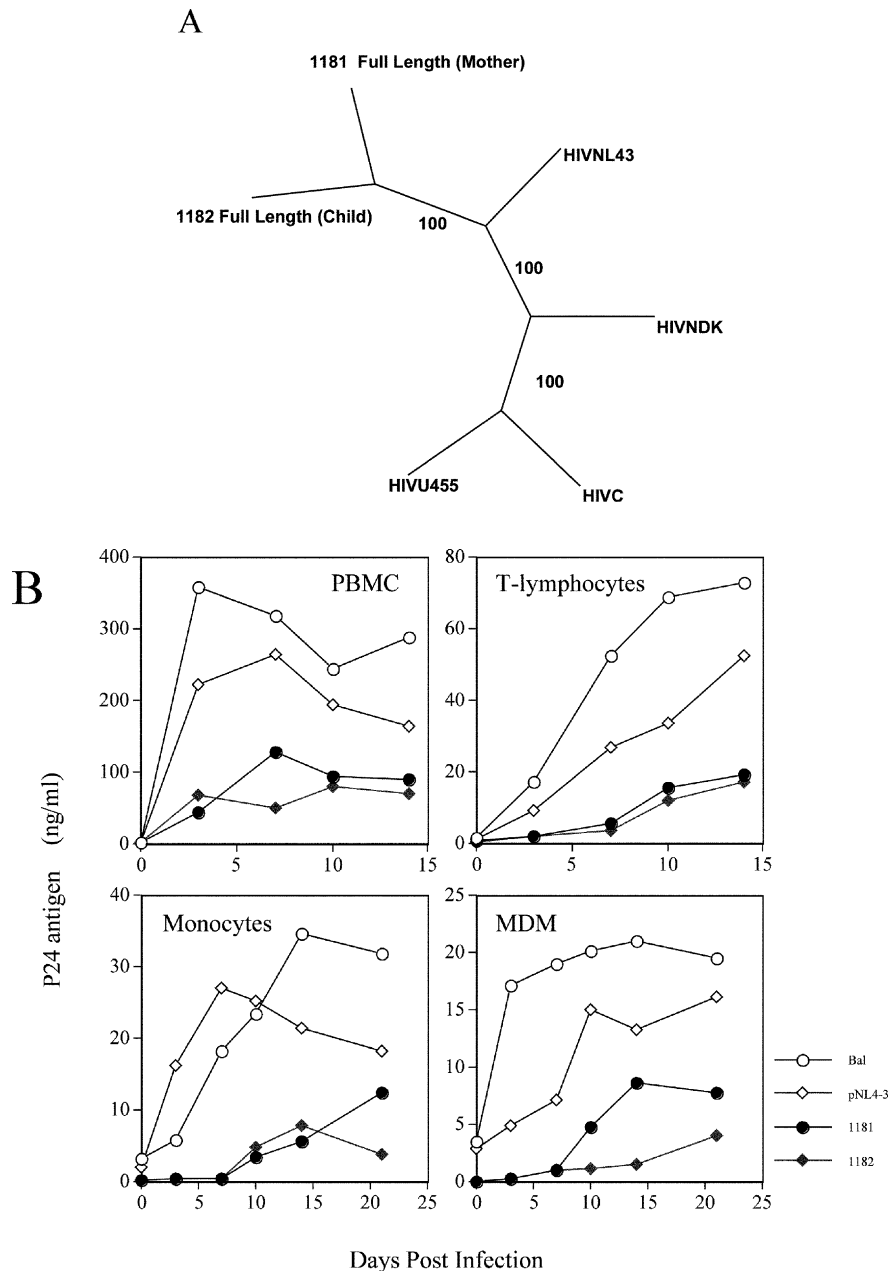 A
1181 Full Length (Mother)
HIVNL43
1182 Full Length (Child)
100
100
HIVNDK
100
HIVU455
HIVC
B
PBMC
400
300
200
100
0
0 5 10 15
T-lymphocytes
80
60
40
20
0
0 5 10 15
P24 antigen (ng/ml)
Monocytes
40
30
20
10
0
0 5 10 15 20 25
MDM
25
20
15
10
5
0
0 5 10 15 20 25
Bal
pNL4-3
1181
1182
Days Post Infection